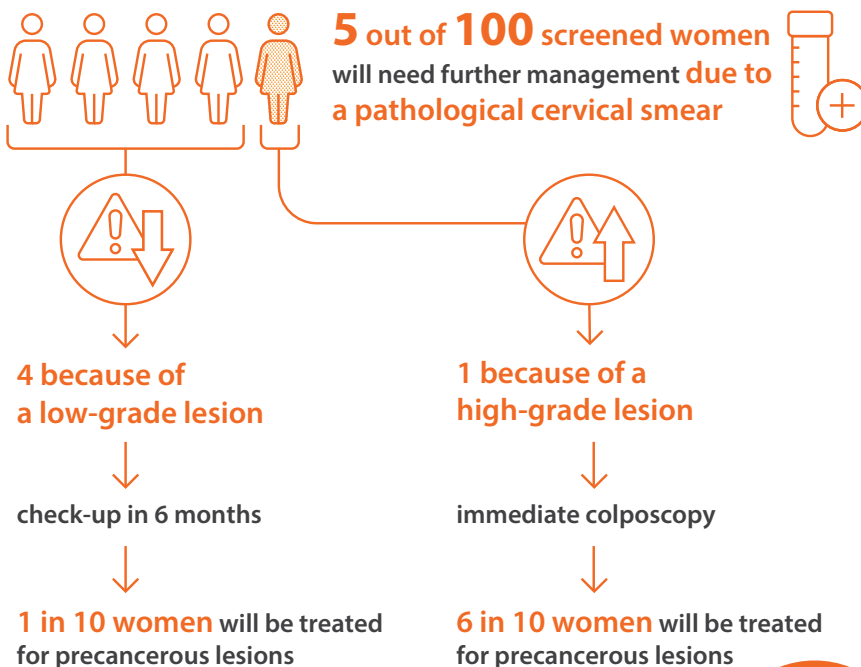 5 out of 100 screened women
will need further management due to
a pathological cervical smear
4 because of
a low-grade lesion
check-up in 6 months
1 in 10 women will be treated
for precancerous lesions
1 because of a
high-grade lesion
immediate colposcopy
6 in 10 women will be treated
for precancerous lesions